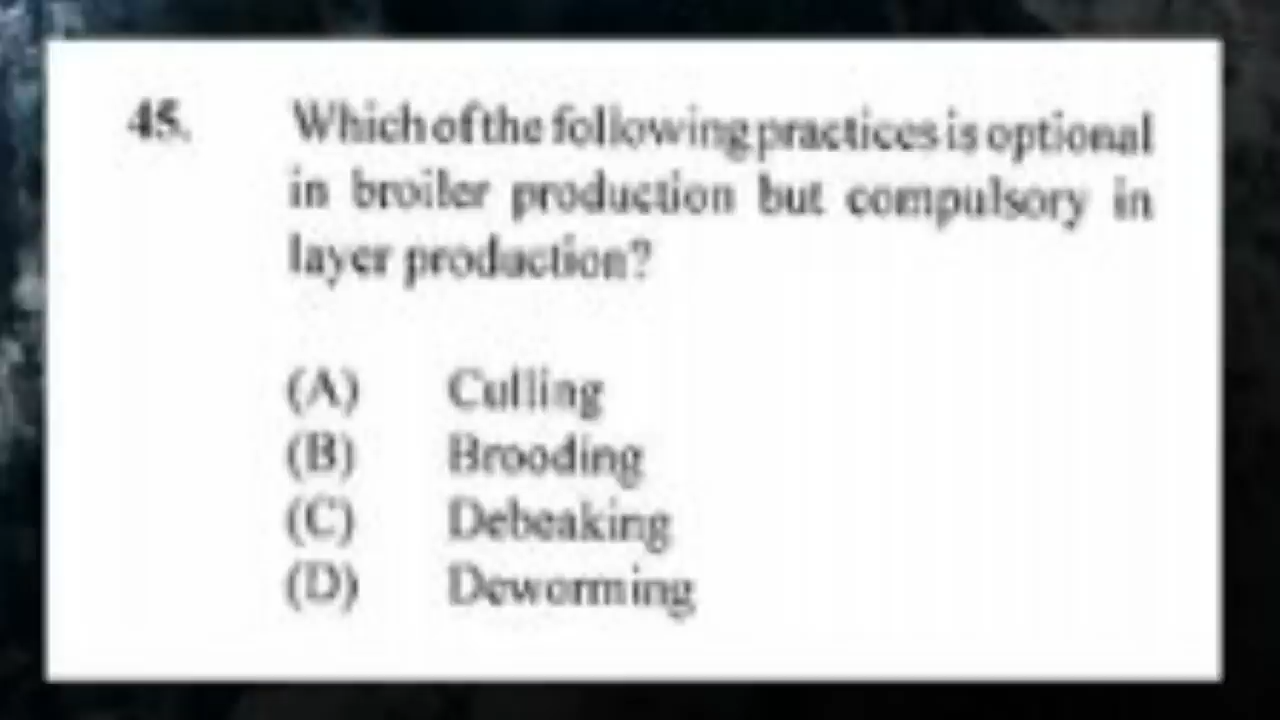 45. Which of the following practices is optional
in broiler production but compulsory in
layer production?
(A) Culling
(B) Brooding
(C) Debeaking
(D) Deworming